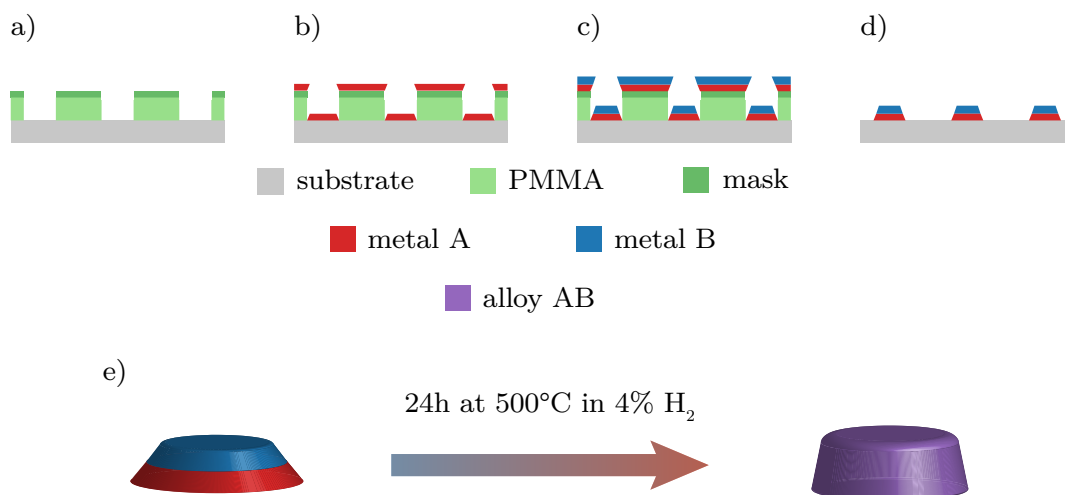 a) b) c) d)
substrate PMMA mask
metal A metal B
alloy AB
e)
24h at 500°C in 4% H₂